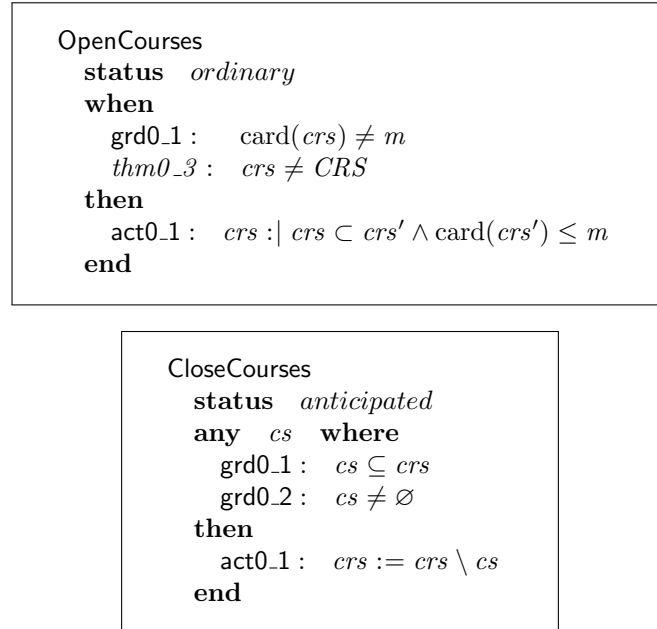 OpenCourses
status ordinary
when
grd0_1 : card(crs) ≠ m
thm0_3 : crs ≠ CRS
then
act0_1 : crs :| crs ⊂ crs′ ∧ card(crs′) ≤ m
end
CloseCourses
status anticipated
any cs where
grd0_1 : cs ⊆ crs
grd0_2 : cs ≠ ∅
then
act0_1 : crs := crs \ cs
end